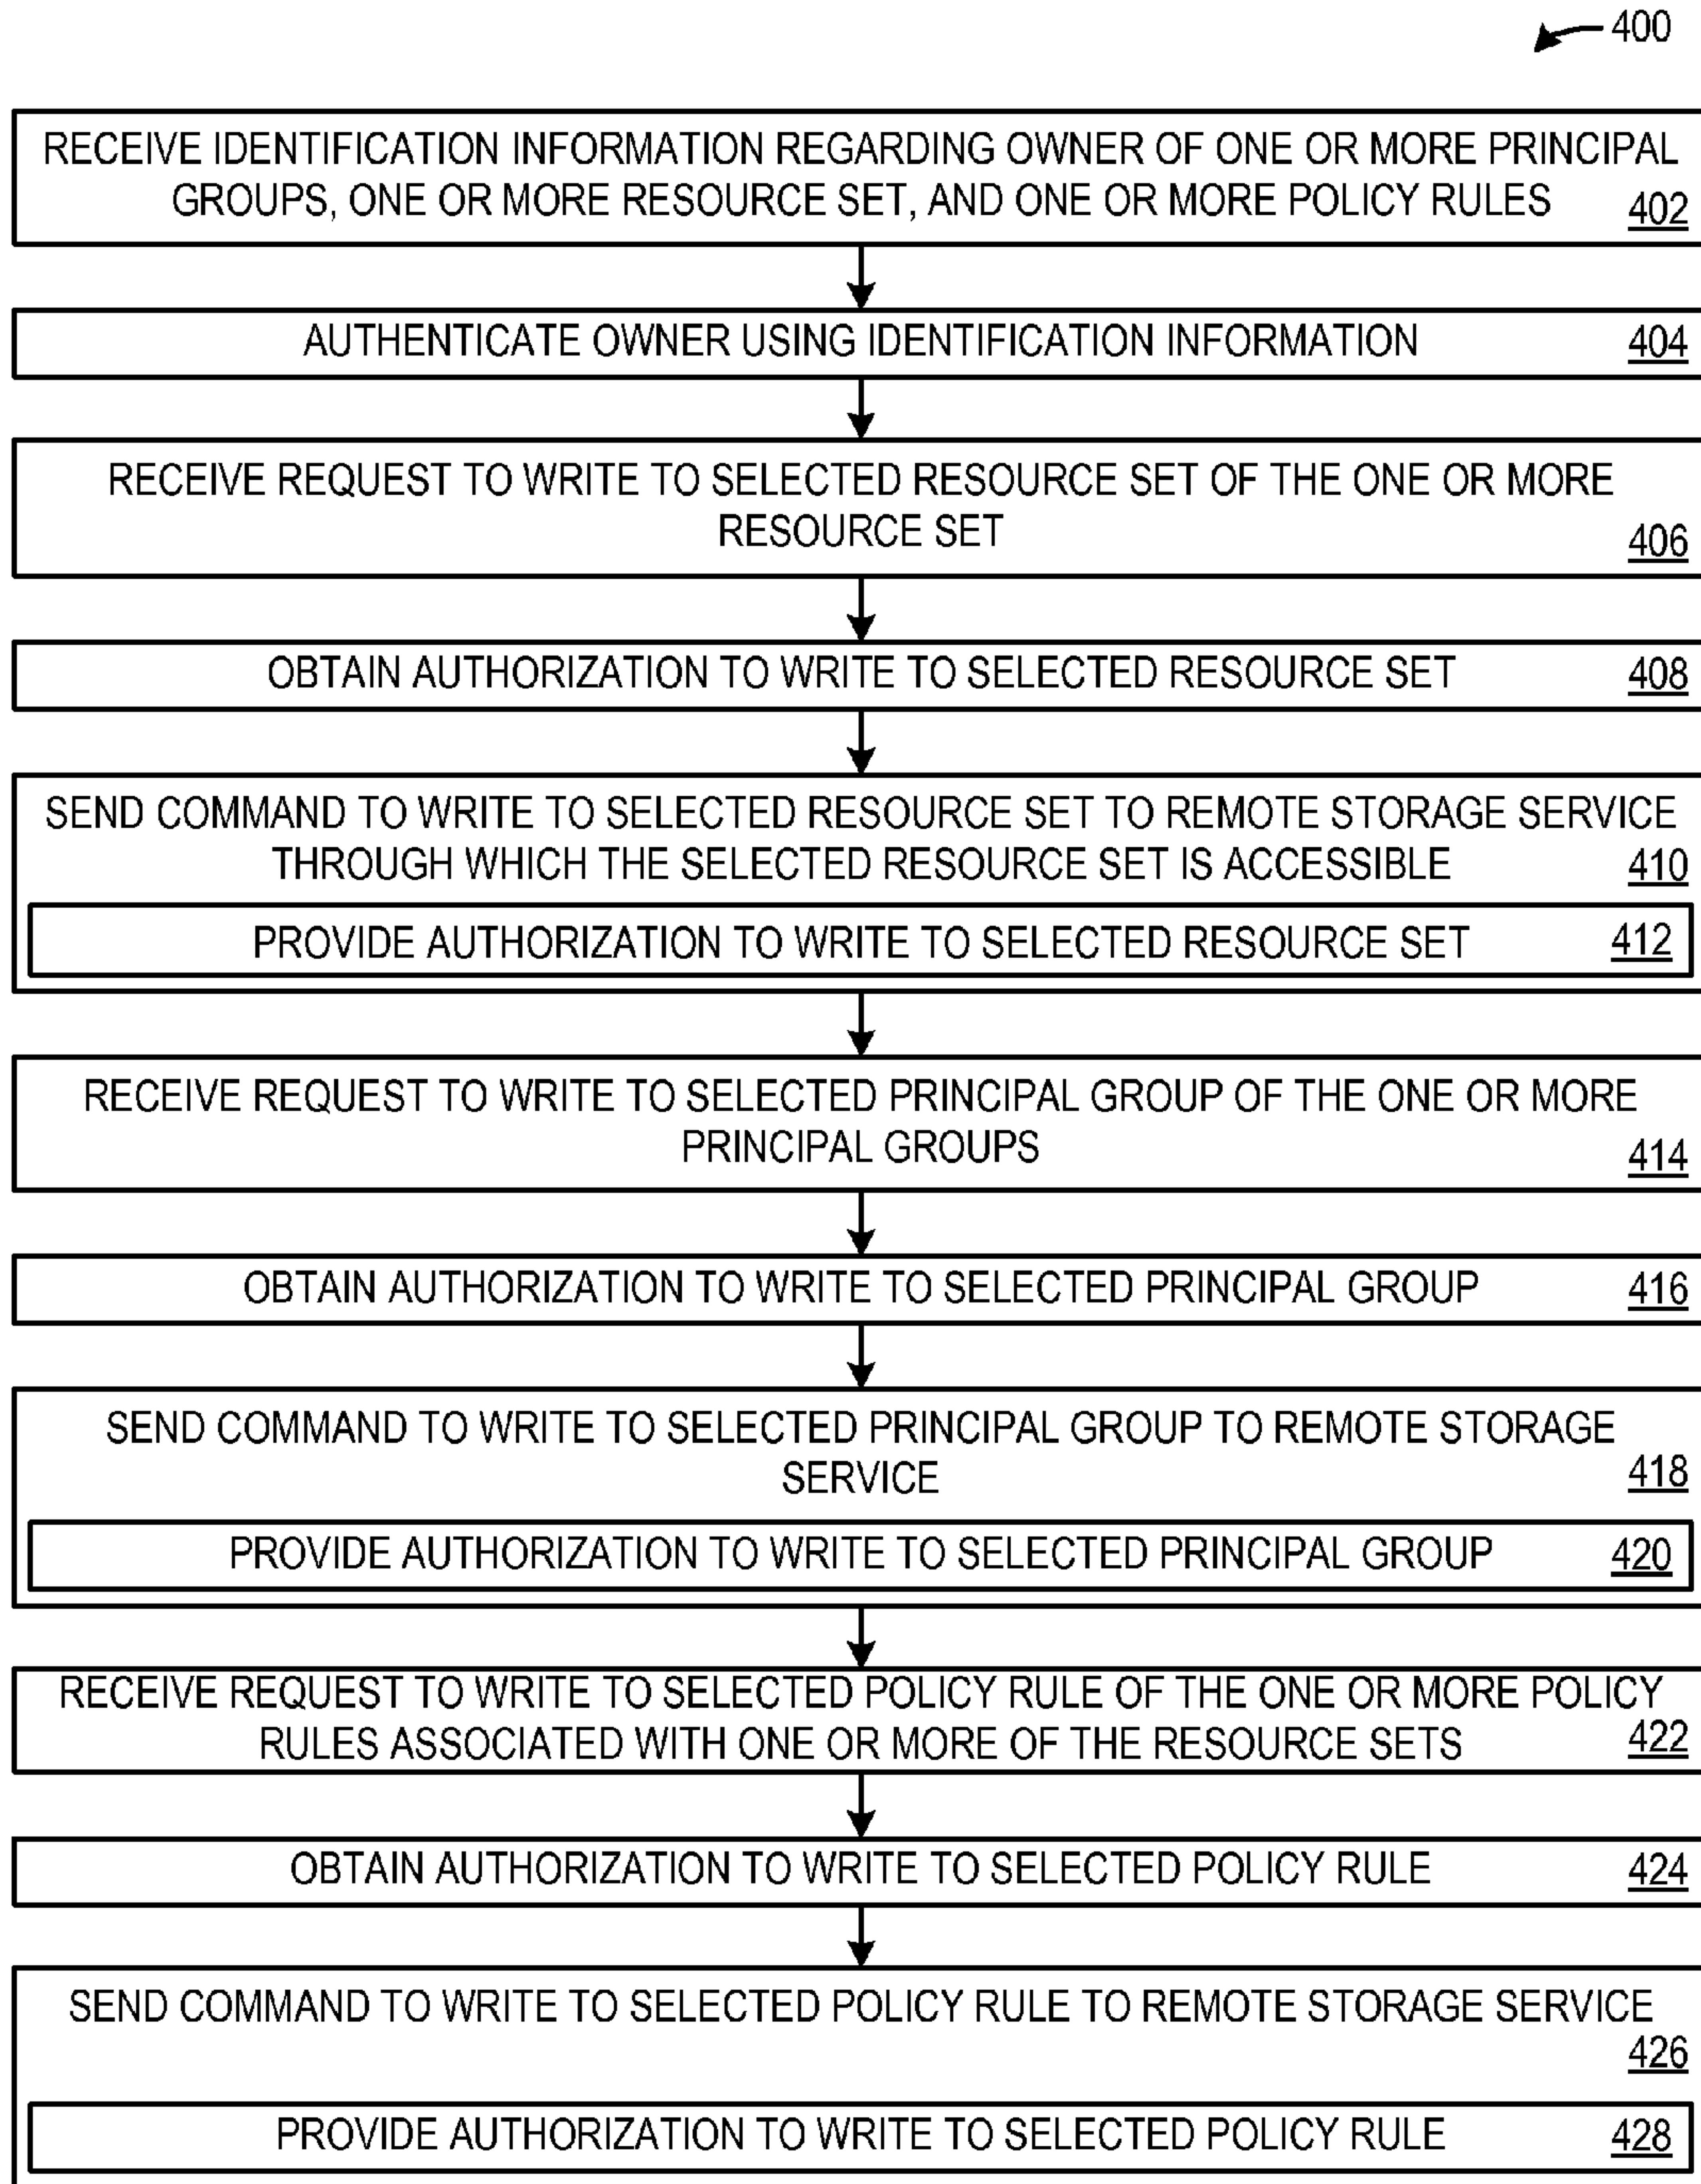 400
RECEIVE IDENTIFICATION INFORMATION REGARDING OWNER OF ONE OR MORE PRINCIPAL
GROUPS, ONE OR MORE RESOURCE SET, AND ONE OR MORE POLICY RULES
402
AUTHENTICATE OWNER USING IDENTIFICATION INFORMATION
404
RECEIVE REQUEST TO WRITE TO SELECTED RESOURCE SET OF THE ONE OR MORE
RESOURCE SET
406
OBTAIN AUTHORIZATION TO WRITE TO SELECTED RESOURCE SET
408
SEND COMMAND TO WRITE TO SELECTED RESOURCE SET TO REMOTE STORAGE SERVICE
THROUGH WHICH THE SELECTED RESOURCE SET IS ACCESSIBLE
410
PROVIDE AUTHORIZATION TO WRITE TO SELECTED RESOURCE SET
412
RECEIVE REQUEST TO WRITE TO SELECTED PRINCIPAL GROUP OF THE ONE OR MORE
PRINCIPAL GROUPS
414
OBTAIN AUTHORIZATION TO WRITE TO SELECTED PRINCIPAL GROUP
416
SEND COMMAND TO WRITE TO SELECTED PRINCIPAL GROUP TO REMOTE STORAGE
SERVICE
418
PROVIDE AUTHORIZATION TO WRITE TO SELECTED PRINCIPAL GROUP
420
RECEIVE REQUEST TO WRITE TO SELECTED POLICY RULE OF THE ONE OR MORE POLICY
RULES ASSOCIATED WITH ONE OR MORE OF THE RESOURCE SETS
422
OBTAIN AUTHORIZATION TO WRITE TO SELECTED POLICY RULE
424
SEND COMMAND TO WRITE TO SELECTED POLICY RULE TO REMOTE STORAGE SERVICE
426
PROVIDE AUTHORIZATION TO WRITE TO SELECTED POLICY RULE
428